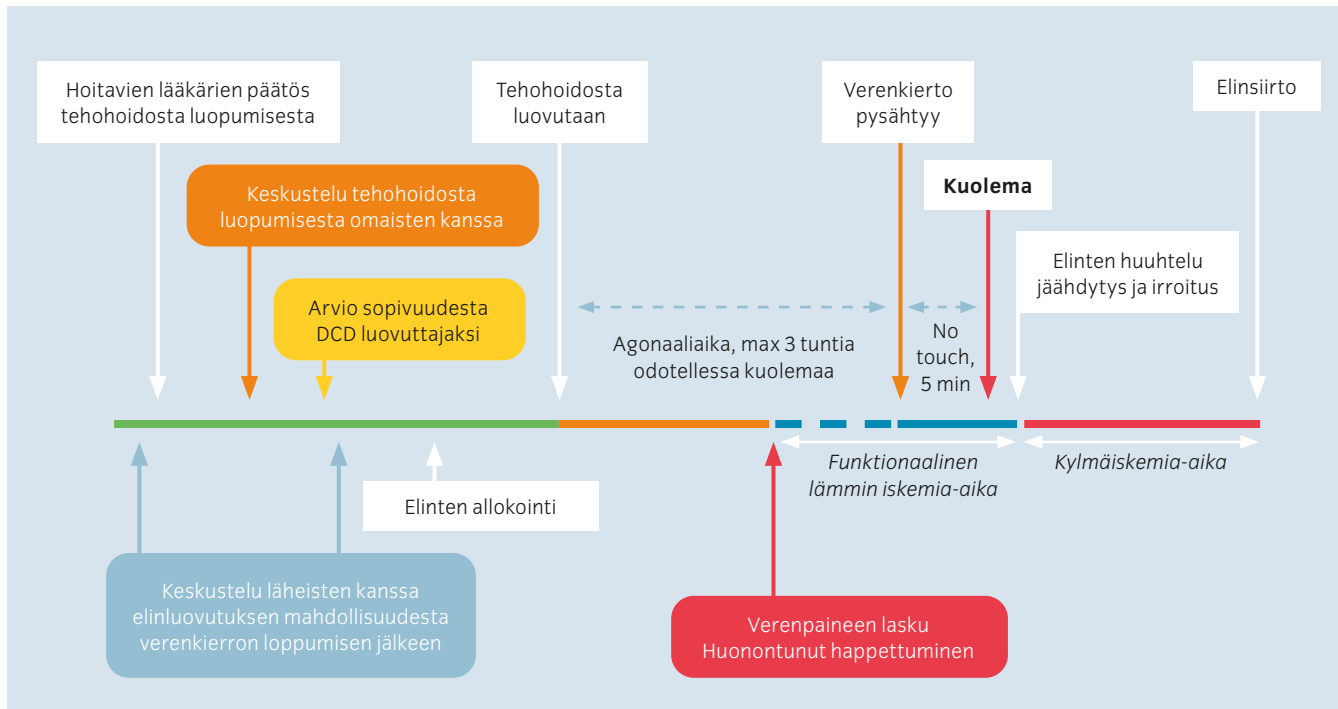 Hoitavien lääkärien päätös
tehohoidosta luopumisesta
Tehohoidosta
luovutaan
Verenkierto
pysähtyy
Elinsiirto
Keskustelu tehohoidosta
luopumisesta omaisten kanssa
Kuolema
Arvio sopivuudesta
DCD luovuttajaksi
Elinten huuhtelu
jäähdytys ja irroitus
Agonaaliaika, max 3 tuntia
odotellessa kuolemaa
No
touch,
5 min
Funktionaalinen
lämmin iskemia-aika
Kylmäiskemia-aika
Elinten allokointi
Keskustelu läheisten kanssa
elinluovutuksen mahdollisuudesta
verenkierron loppumisen jälkeen
Verenpaineen lasku
Huonontunut happettuminen